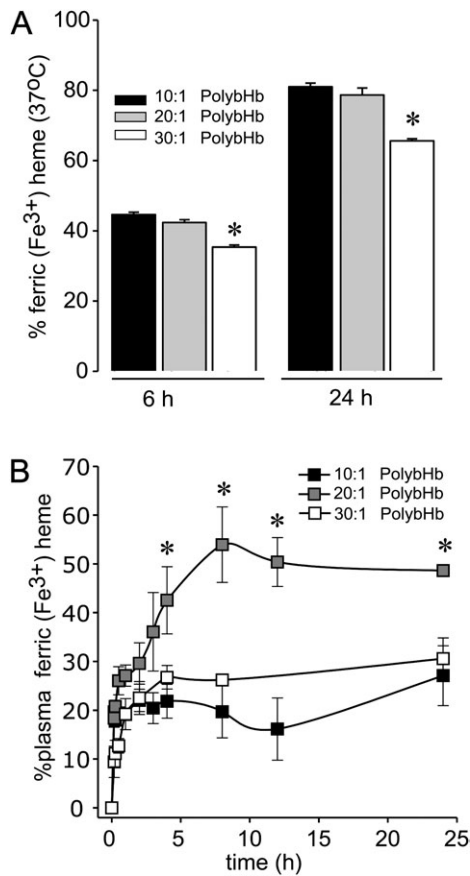 A
% ferric (Fe3+) heme (37ºC)
100
80
60
40
20
0
10:1 PolybHb
20:1 PolybHb
30:1 PolybHb
*
*
6 h
24 h
B
%plasma ferric (Fe3+) heme
70
60
50
40
30
20
10
0
10:1 PolybHb
20:1 PolybHb
30:1 PolybHb
*
*
*
*
0 5 10 15 20 25
time (h)